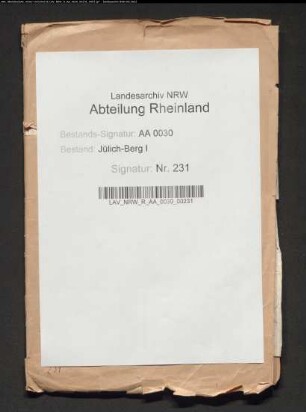 Landesarchiv NRW
Abteilung Rheinland
Bestands-Signatur: AA 0030
Bestand: Jülich-Berg I
Signatur: Nr. 231
LAV_NRW_R_AA_0030_00231